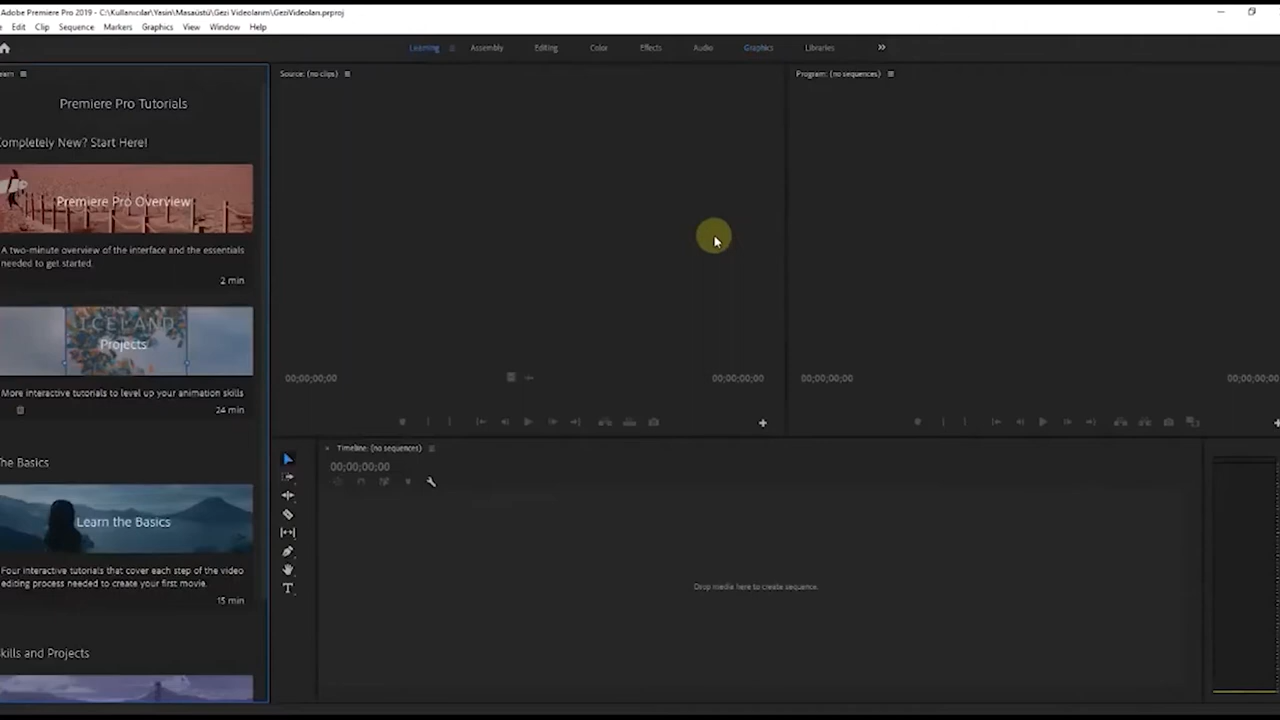 Adobe Premiere Pro 2019 - C:\Kullanıcılar\Yasin\Masaüstü\Gezi Videolarım\GeziVideoları.prproj
Edit Clip Sequence Markers Graphics View Window Help
Learning Assembly Editing Color Effects Audio Graphics Libraries
earn
Source: (no clips)
Program: (no sequences)
Premiere Pro Tutorials
Completely New? Start Here!
Premiere Pro Overview
A two-minute overview of the interface and the essentials
needed to get started.
2 min
ICELAND
Projects
More interactive tutorials to level up your animation skills
24 min
00;00;00;00
00;00;00;00
00;00;00;00
00;00;00;00
Timeline: (no sequences)
00;00;00;00
The Basics
Learn the Basics
Four interactive tutorials that cover each step of the video
editing process needed to create your first movie.
15 min
Drop media here to create sequence.
kills and Projects